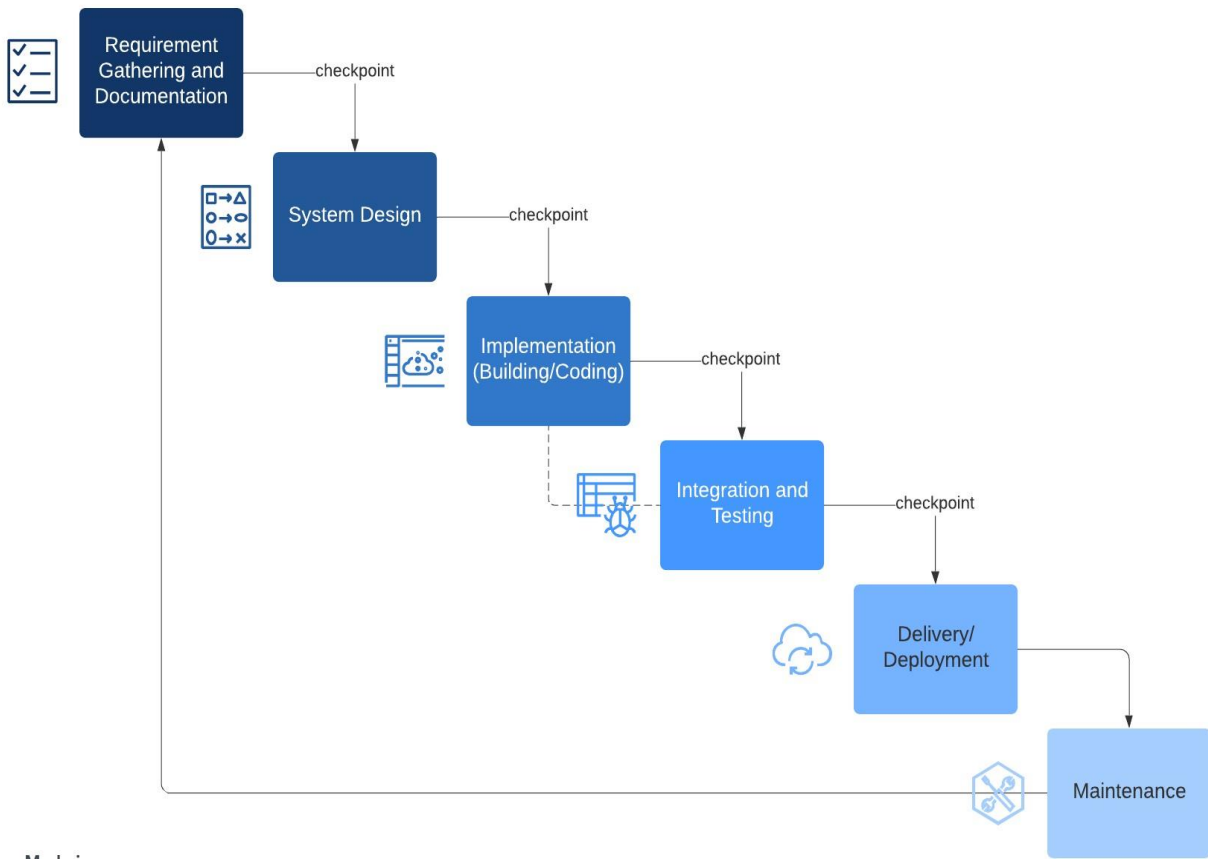 Requirement
Gathering and
Documentation
checkpoint
System Design
checkpoint
Implementation
(Building/Coding)
checkpoint
Integration and
Testing
checkpoint
Delivery/
Deployment
Maintenance